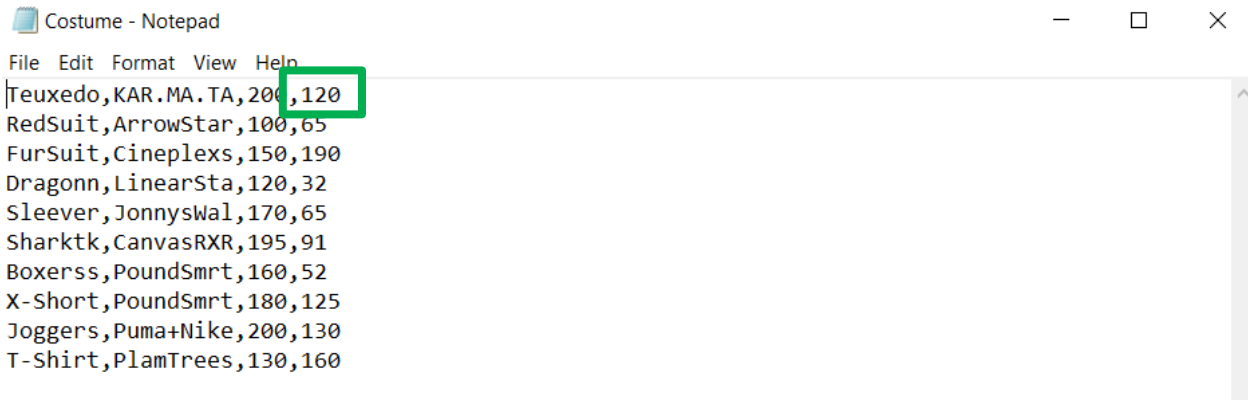 Costume - Notepad
File Edit Format View Help
Teuxedo,KAR.MA.TA,200,120
RedSuit,ArrowStar,100,65
FurSuit,Cineplexs,150,190
Dragonn,LinearSta,120,32
Sleever,JonnysWal,170,65
Sharktk,CanvasRXR,195,91
Boxerss,PoundSmrt,160,52
X-Short,PoundSmrt,180,125
Joggers,Puma+Nike,200,130
T-Shirt,PlamTrees,130,160